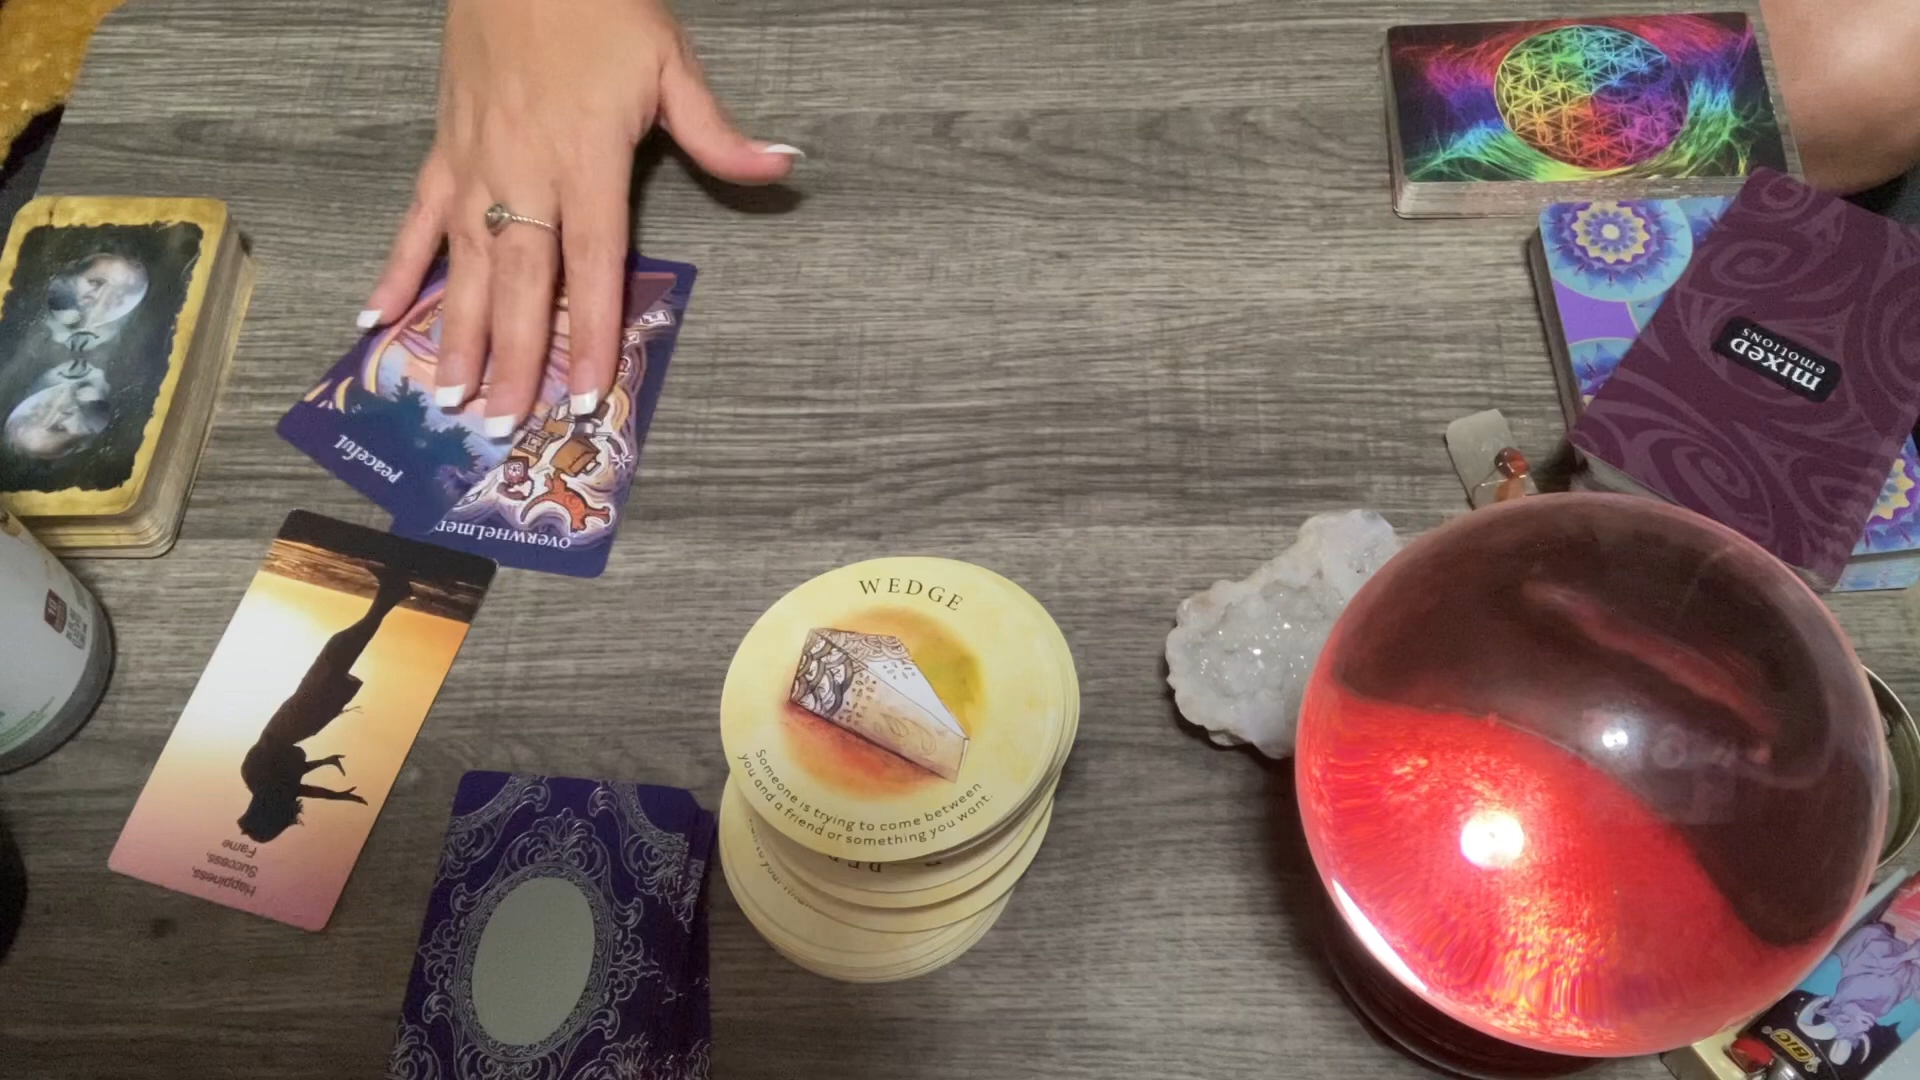 mixed
emotions
peaceful
overwhelmed
WEDGE
Someone is trying to come between
you and a friend or something you want.
Happiness,
Success,
Fame
BIC